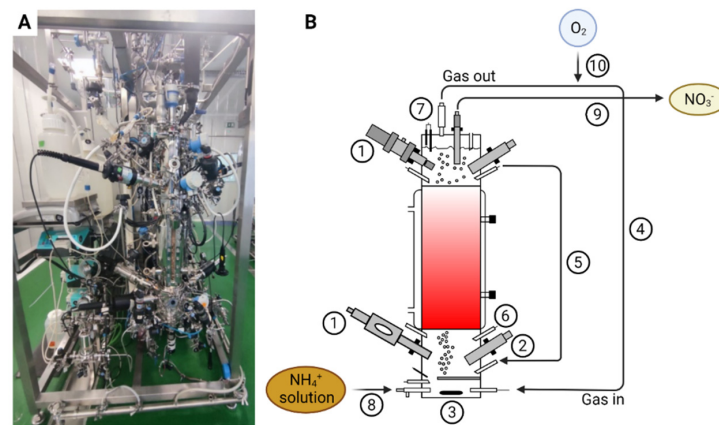 A
B
O₂
10
Gas out
7
9
NO₃⁻
1
4
5
1
6
2
NH₄⁺
solution
8
3
Gas in